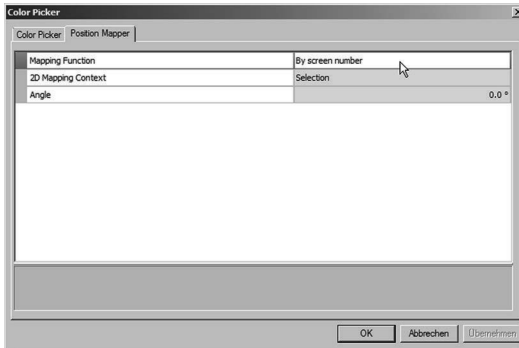 Color Picker
Color Picker Position Mapper
Mapping Function By screen number
2D Mapping Context Selection
Angle 0.0 °
OK Abbrechen Übernehmen